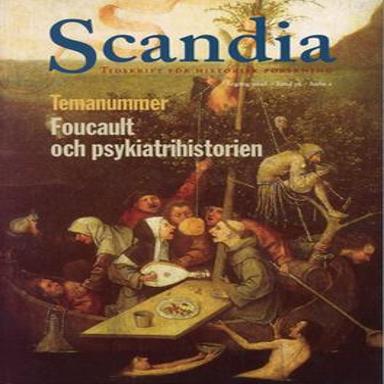 Scandia
TIDSKRIFT FÖR HISTORISK FORSKNING
Temanummer
Foucault
och psykiatrihistorien